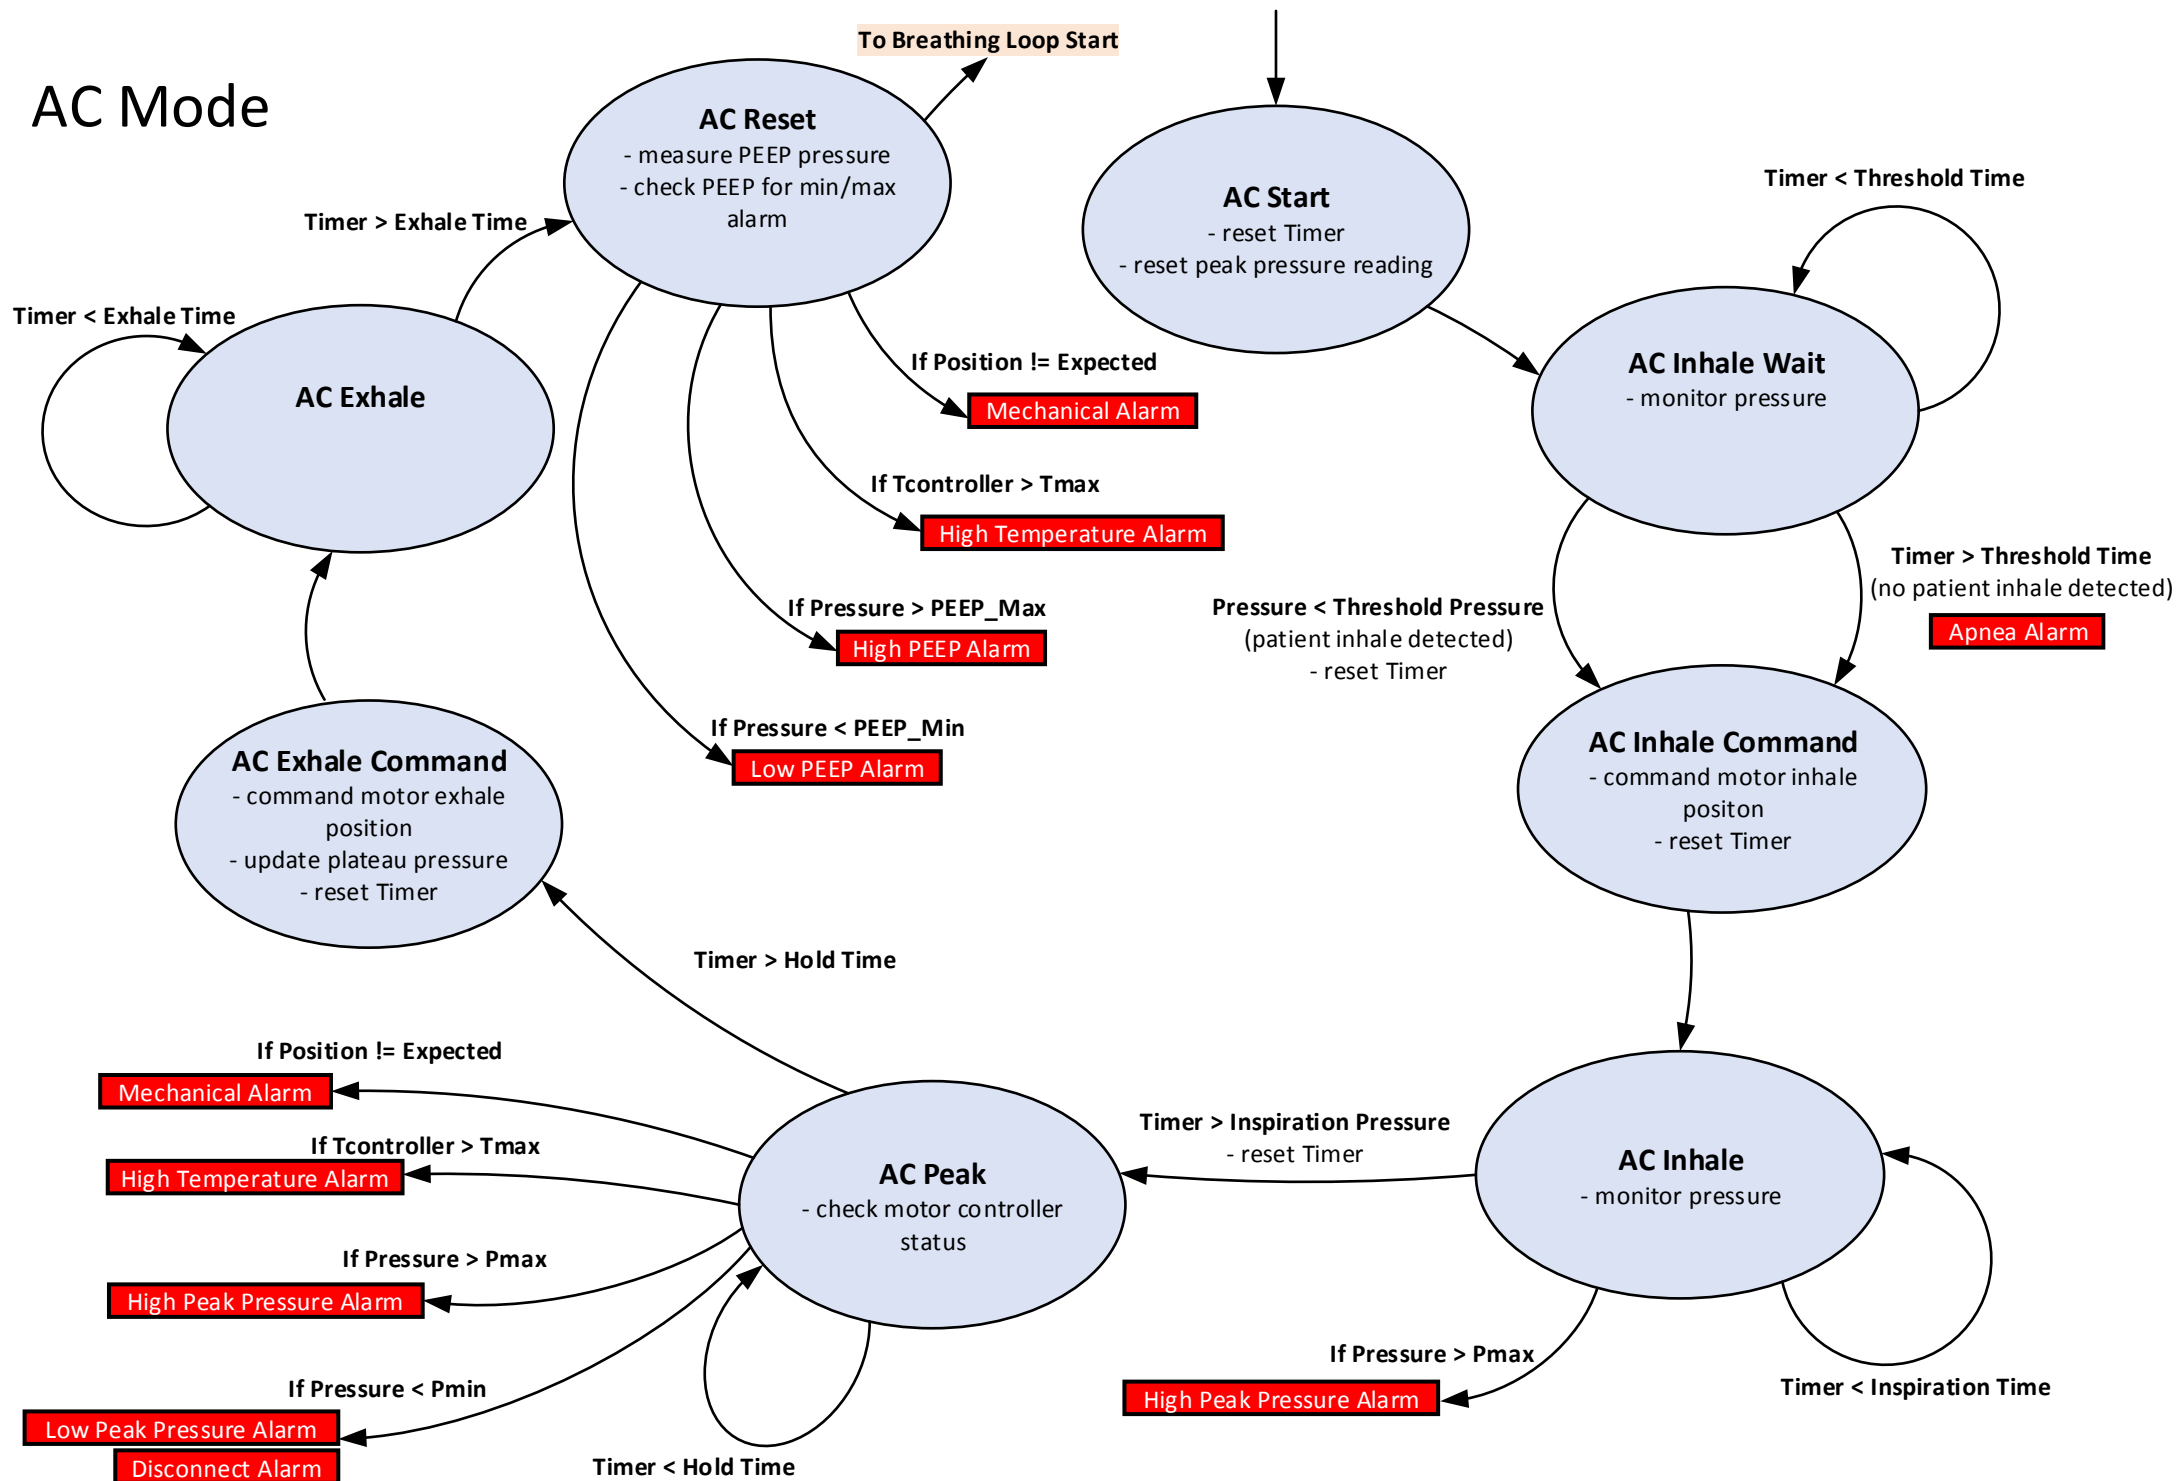 AC Mode
To Breathing Loop Start
AC Reset
- measure PEEP pressure
- check PEEP for min/max
alarm
AC Start
- reset Timer
- reset peak pressure reading
Timer < Threshold Time
Timer > Exhale Time
Timer < Exhale Time
AC Exhale
AC Inhale Wait
- monitor pressure
If Position != Expected
Mechanical Alarm
If Tcontroller > Tmax
High Temperature Alarm
If Pressure > PEEP_Max
High PEEP Alarm
If Pressure < PEEP_Min
Low PEEP Alarm
Pressure < Threshold Pressure
(patient inhale detected)
- reset Timer
Timer > Threshold Time
(no patient inhale detected)
Apnea Alarm
AC Exhale Command
- command motor exhale
position
- update plateau pressure
- reset Timer
AC Inhale Command
- command motor inhale
positon
- reset Timer
Timer > Hold Time
If Position != Expected
Mechanical Alarm
If Tcontroller > Tmax
High Temperature Alarm
If Pressure > Pmax
High Peak Pressure Alarm
If Pressure < Pmin
Low Peak Pressure Alarm
Disconnect Alarm
AC Peak
- check motor controller
status
Timer < Hold Time
Timer > Inspiration Pressure
- reset Timer
AC Inhale
- monitor pressure
If Pressure > Pmax
High Peak Pressure Alarm
Timer < Inspiration Time